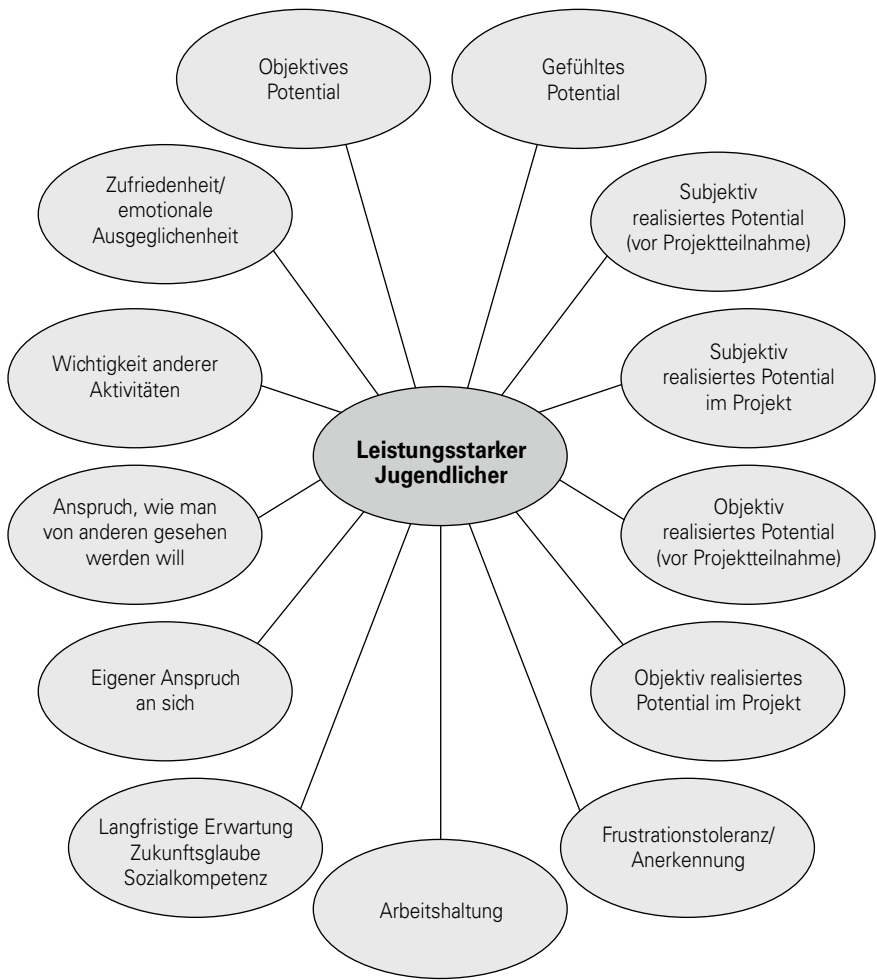 Objektives
Potential
Gefühltes
Potential
Zufriedenheit/
emotionale
Ausgeglichenheit
Subjektiv
realisiertes Potential
(vor Projektteilnahme)
Wichtigkeit anderer
Aktivitäten
Subjektiv
realisiertes Potential
im Projekt
Leistungsstarker
Jugendlicher
Anspruch, wie man
von anderen gesehen
werden will
Objektiv
realisiertes Potential
(vor Projektteilnahme)
Eigener Anspruch
an sich
Objektiv realisiertes
Potential im Projekt
Langfristige Erwartung
Zukunftsglaube
Sozialkompetenz
Frustrationstoleranz/
Anerkennung
Arbeitshaltung